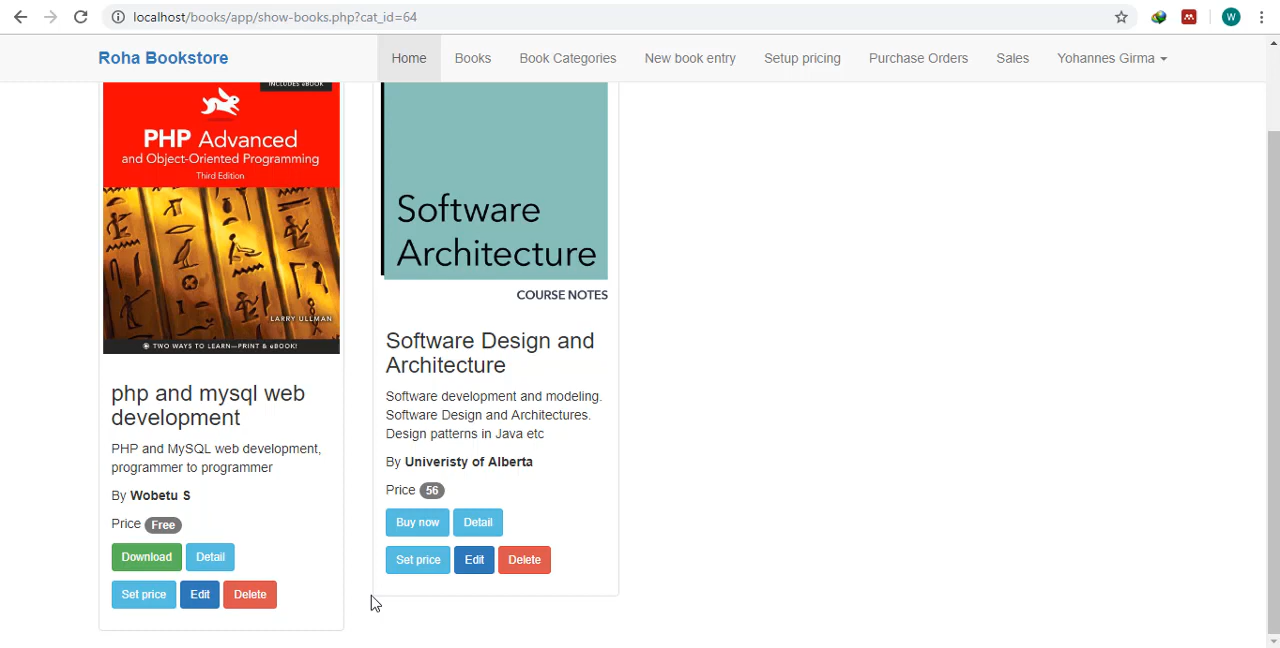 localhost/books/app/show-books.php?cat_id=64
W
Roha Bookstore
Home
Books
Book Categories
New book entry
Setup pricing
Purchase Orders
Sales
Yohannes Girma
INCLUDES eBOOK!
PHP Advanced
and Object-Oriented Programming
Third Edition
LARRY ULLMAN
TWO WAYS TO LEARN—PRINT & eBOOK!
php and mysql web
development
PHP and MySQL web development,
programmer to programmer
By Wobetu S
Price Free
Download
Detail
Set price
Edit
Delete
Software
Architecture
COURSE NOTES
Software Design and
Architecture
Software development and modeling.
Software Design and Architectures.
Design patterns in Java etc
By Univeristy of Alberta
Price 56
Buy now
Detail
Set price
Edit
Delete